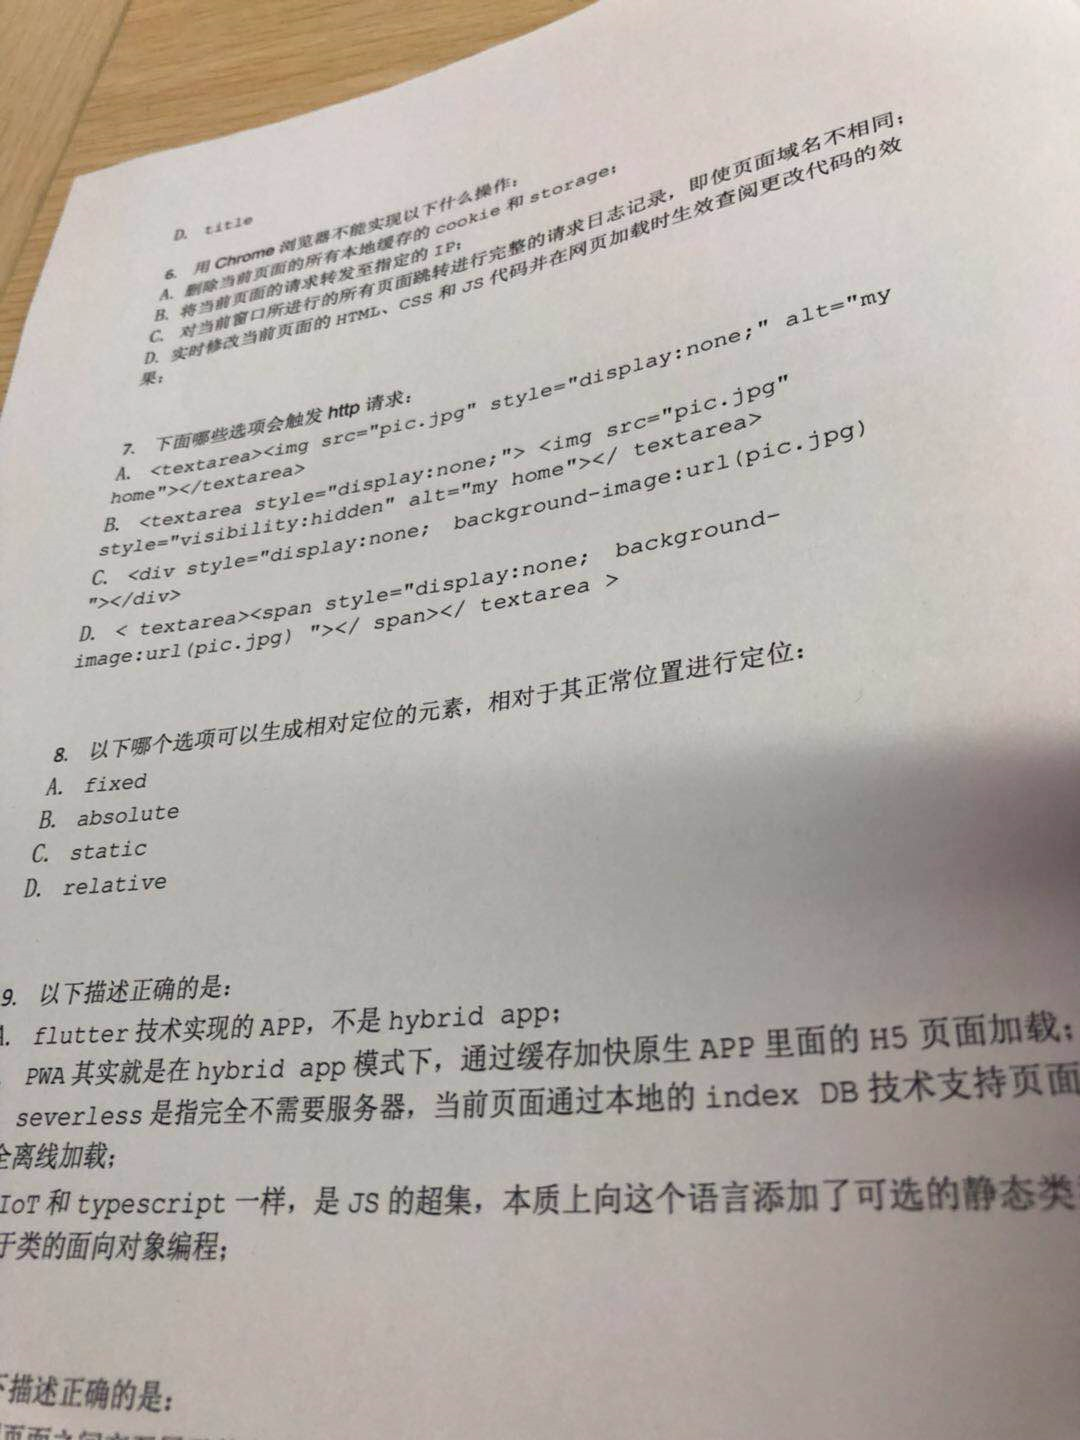 D. title
6. 用 Chrome 浏览器不能实现以下什么操作:
A. 删除当前页面的所有本地缓存的 cookie 和 storage;
B. 将当前页面的请求转发至指定的 IP;
C. 对当前窗口所进行的所有页面跳转进行完整的请求日志记录，即使页面域名不相同;
D. 实时修改当前页面的 HTML、CSS 和 JS 代码并在网页加载时生效查阅更改代码的效
果;
7. 下面哪些选项会触发 http 请求:
A. <textarea><img src="pic.jpg" style="display:none;" alt="my
home"></textarea>
B. <textarea style="display:none;"> <img src="pic.jpg"
style="visibility:hidden" alt="my home"></ textarea>
C. <div style="display:none; background-image:url(pic.jpg)
"></div>
D. < textarea><span style="display:none; background-
image:url(pic.jpg) "></ span></ textarea >
8. 以下哪个选项可以生成相对定位的元素，相对于其正常位置进行定位:
A. fixed
B. absolute
C. static
D. relative
9. 以下描述正确的是:
. flutter 技术实现的 APP，不是 hybrid app;
. PWA 其实就是在 hybrid app 模式下，通过缓存加快原生 APP 里面的 H5 页面加载;
severless 是指完全不需要服务器，当前页面通过本地的 index DB 技术支持页面
全离线加载;
IoT 和 typescript 一样，是 JS 的超集，本质上向这个语言添加了可选的静态类
于类的面向对象编程;
下描述正确的是: